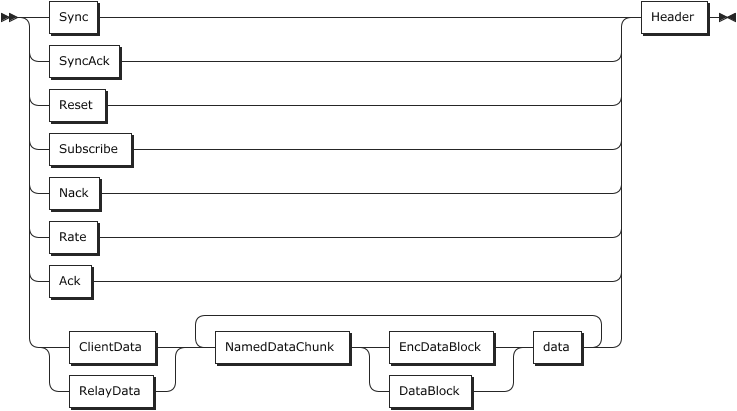 Sync
Header
SyncAck
Reset
Subscribe
Nack
Rate
Ack
ClientData
NamedDataChunk
EncDataBlock
data
RelayData
DataBlock